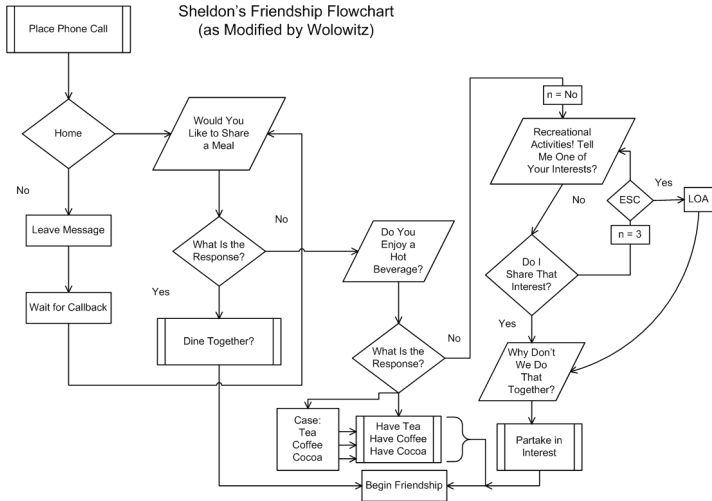 Sheldon's Friendship Flowchart
(as Modified by Wolowitz)
Place Phone Call
Home
No
Leave Message
Wait for Callback
Would You
Like to Share
a Meal
No
What Is the
Response?
Yes
Dine Together?
Do You
Enjoy a
Hot
Beverage?
No
What Is the
Response?
Case:
Tea
Coffee
Cocoa
Have Tea
Have Coffee
Have Cocoa
n = No
Recreational
Activities! Tell
Me One of
Your Interests?
No
ESC
Yes
LOA
n = 3
Do I
Share That
Interest?
Yes
Why Don't
We Do
That
Together?
Partake in
Interest
Begin Friendship